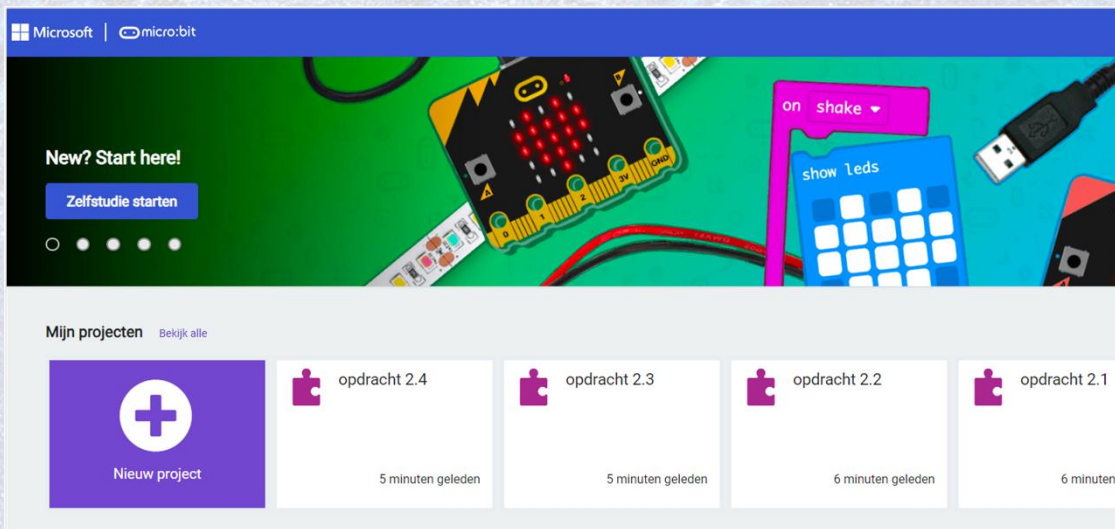 Microsoft micro:bit
New? Start here!
Zelfstudie starten
on shake
show leds
A
B
0 1 2 3V GND
Mijn projecten Bekijk alle
Nieuw project
opdracht 2.4
5 minuten geleden
opdracht 2.3
5 minuten geleden
opdracht 2.2
6 minuten geleden
opdracht 2.1
6 minuten